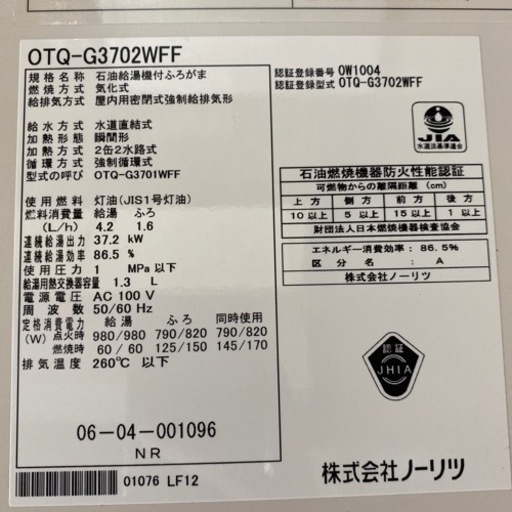 OTQ-G3702WFF
規格名称 石油給湯機付ふろがま
燃焼方式 気化式
給排気方式 屋内用密閉式強制給排気形
給水方式 水道直結式
加熱形態 瞬間形
加熱形式 2缶2水路式
循環方式 強制循環式
型式の呼び OTQ-G3701WFF
使用燃料 灯油(JIS1号灯油)
燃料消費量 給湯 ふろ
(L/h) 4.2 1.6
連続給湯出力 37.2 kW
連続給湯効率 86.5 %
使用圧力 1 MPa 以下
給湯用熱交換器容量 1.3 L
電源電圧 AC 100 V
周波数 50/60 Hz
定格消費電力 給湯 ふろ 同時使用
(W) 点火時 980/980 790/820 790/820
燃焼時 60/60 125/150 145/170
排気温度 260℃ 以下
06-04-001096
NR
01076 LF12
認証登録番号 OW1004
認証登録型式 OTQ-G3702WFF
JIA
水道法基準適合
石油燃焼機器防火性能認証
可燃物からの離隔距離 (cm)
上方 側方 前方 後方
10以上 5以上 15以上 1以上
財団法人日本燃焼機器検査協会
エネルギー消費効率: 86.5%
区分名: A
株式会社ノーリツ
認証
JHIA
株式会社ノーリツ